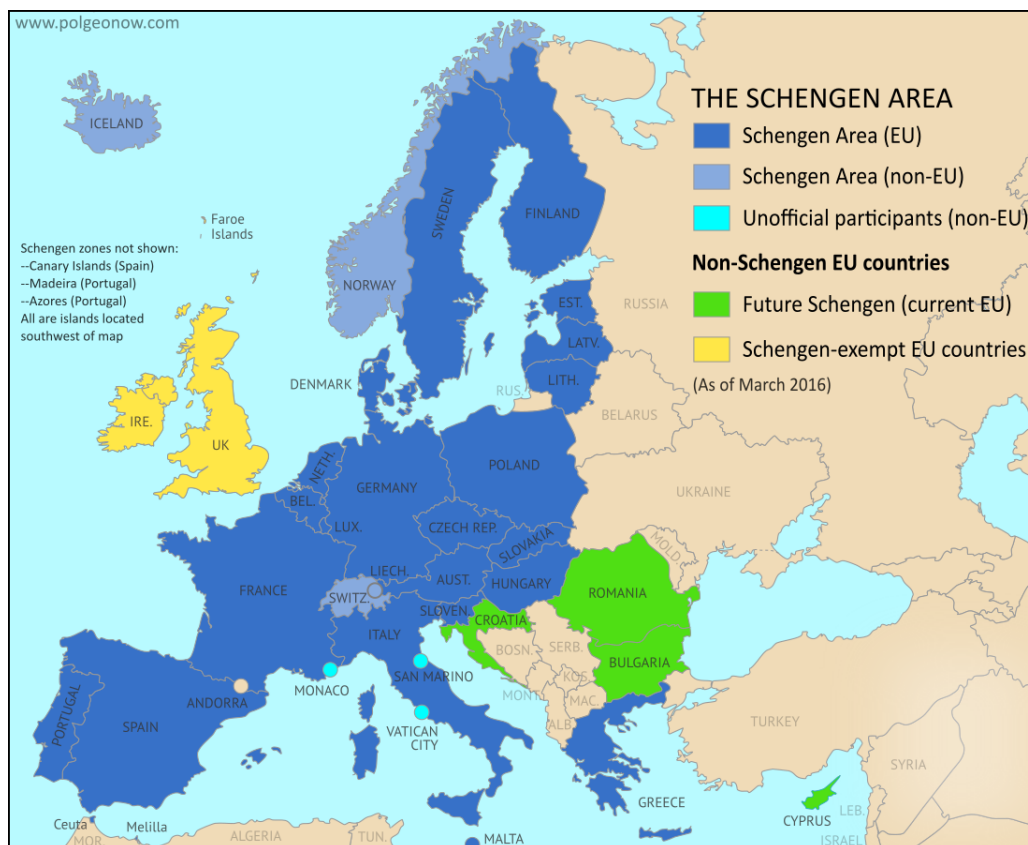 www.polgeonow.com
THE SCHENGEN AREA
Schengen Area (EU)
Schengen Area (non-EU)
Unofficial participants (non-EU)
Non-Schengen EU countries
Future Schengen (current EU)
Schengen-exempt EU countries
(As of March 2016)
ICELAND
Faroe
Islands
Schengen zones not shown:
--Canary Islands (Spain)
--Madeira (Portugal)
--Azores (Portugal)
All are islands located
southwest of map
SWEDEN
FINLAND
NORWAY
RUSSIA
EST.
LATV.
LITH.
DENMARK
RUS.
BELARUS
IRE.
UK
NETH.
BEL.
GERMANY
POLAND
UKRAINE
LUX.
CZECH REP.
SLOVAKIA
MOLD.
FRANCE
LIECH.
SWITZ.
AUST.
HUNGARY
ROMANIA
SLOVEN.
CROATIA
ITALY
BOSN.
SERB.
BULGARIA
SAN MARINO
MONACO
KOS.
MONT.
MAC.
ALB.
ANDORRA
PORTUGAL
SPAIN
VATICAN
CITY
TURKEY
SYRIA
GREECE
CYPRUS
LEB.
ISRAEL
Ceuta
Melilla
MOR.
ALGERIA
TUN.
MALTA